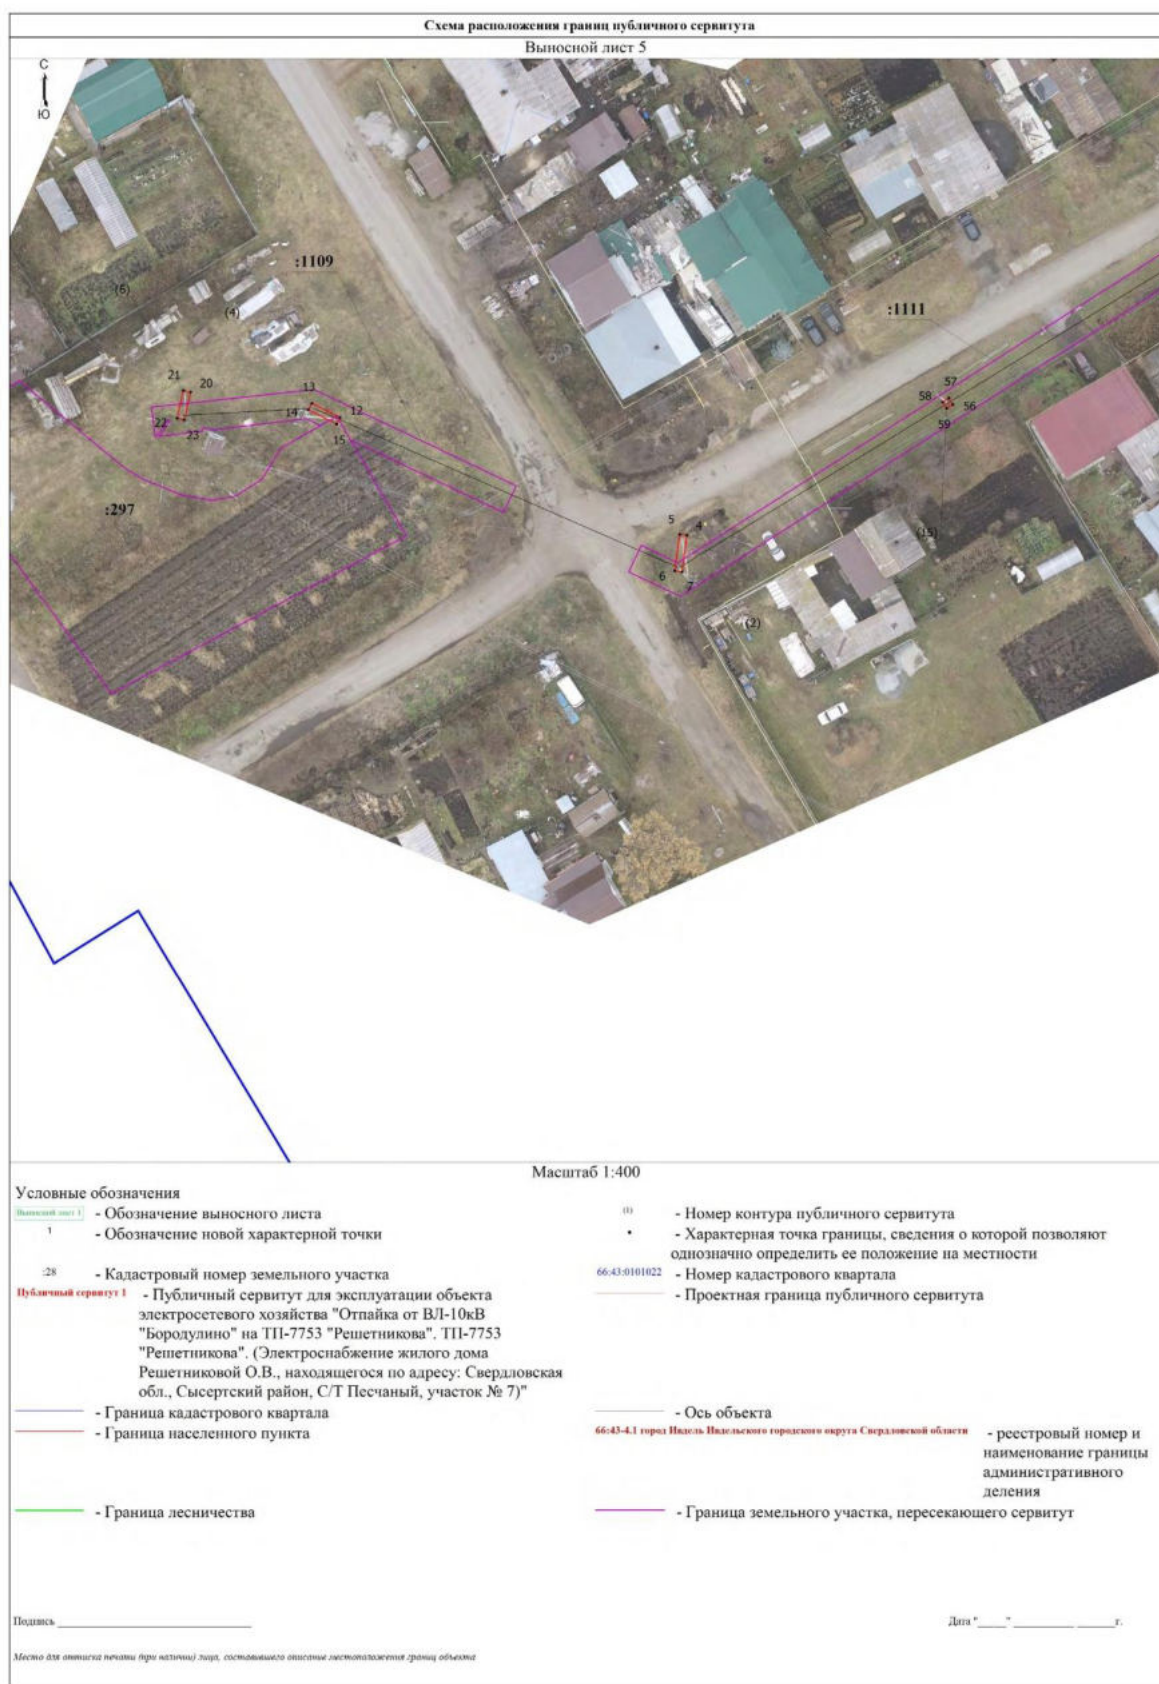 Схема расположения границ публичного сервитута
Выносной лист 5
С
Ю
:1109
(6)
(4)
:1111
21
20
13
57
58
14
12
56
22
23
15
59
:297
5
4
(15)
6
7
(2)
Масштаб 1:400
Условные обозначения
Выносной лист 1 - Обозначение выносного листа
(1) - Номер контура публичного сервитута
1 - Обозначение новой характерной точки
- Характерная точка границы, сведения о которой позволяют
однозначно определить ее положение на местности
:28 - Кадастровый номер земельного участка
66:43:0101022 - Номер кадастрового квартала
Публичный сервитут 1 - Публичный сервитут для эксплуатации объекта
электросетевого хозяйства "Отпайка от ВЛ-10кВ
"Бородулино" на ТП-7753 "Решетникова". ТП-7753
"Решетникова". (Электроснабжение жилого дома
Решетниковой О.В., находящегося по адресу: Свердловская
обл., Сысертский район, С/Т Песчаный, участок № 7)"
- Проектная граница публичного сервитута
- Граница кадастрового квартала
- Ось объекта
- Граница населенного пункта
66:43-4.1 город Ивдель Ивдельского городского округа Свердловской области - реестровый номер и
наименование границы
административного
деления
- Граница лесничества
- Граница земельного участка, пересекающего сервитут
Подпись ____________________
Дата "_____" __________ ______г.
Место для оттиска печати (при наличии) лица, составившего описание местоположения границ объекта